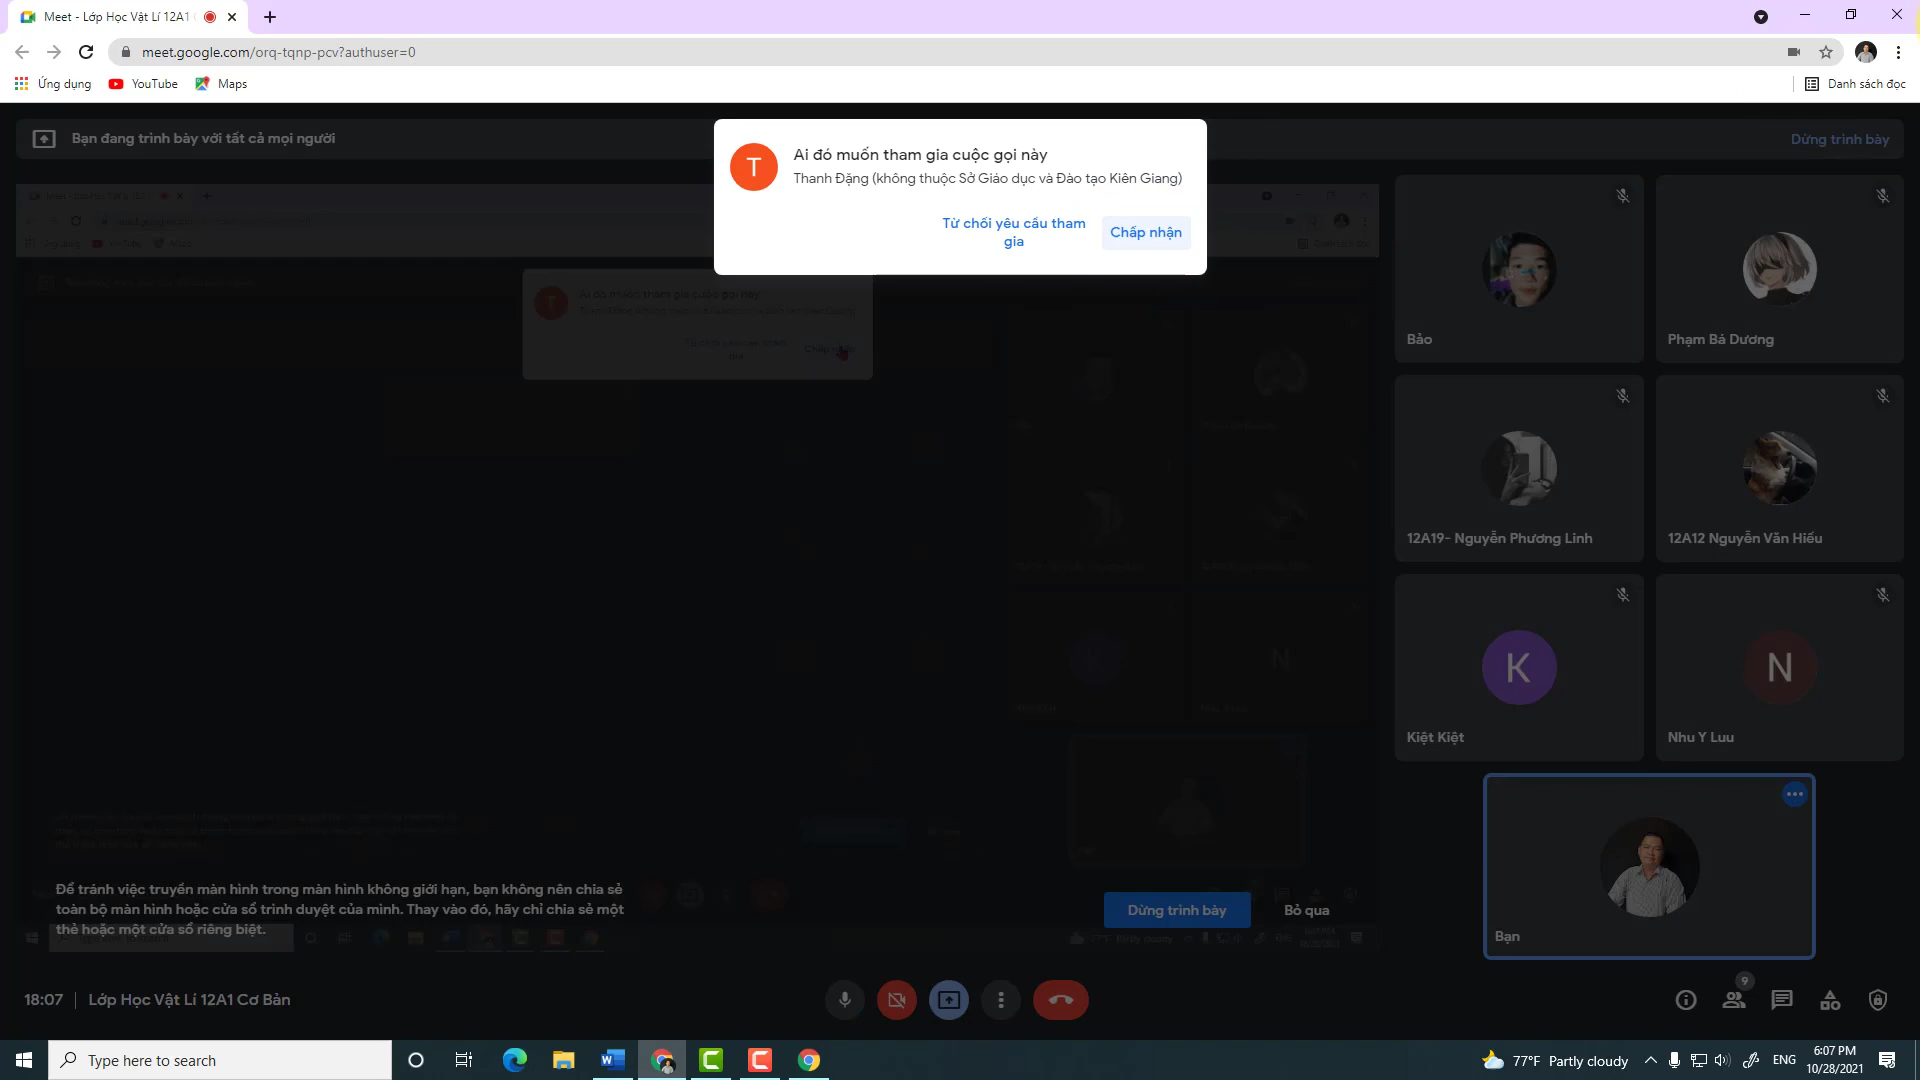 Meet - Lớp Học Vật Lí 12A1
meet.google.com/orq-tqnp-pcv?authuser=0
Ứng dụng
YouTube
Maps
Danh sách đọc
Bạn đang trình bày với tất cả mọi người
Dừng trình bày
T
Ai đó muốn tham gia cuộc gọi này
Thanh Đặng (không thuộc Sở Giáo dục và Đào tạo Kiên Giang)
Từ chối yêu cầu tham
gia
Chấp nhận
Bảo
Phạm Bá Dương
12A19- Nguyễn Phương Linh
12A12 Nguyễn Văn Hiếu
K
Kiệt Kiệt
N
Nhu Y Luu
Bạn
Để tránh việc truyền màn hình trong màn hình không giới hạn, bạn không nên chia sẻ
toàn bộ màn hình hoặc cửa sổ trình duyệt của mình. Thay vào đó, hãy chỉ chia sẻ một
thẻ hoặc một cửa sổ riêng biệt.
Dừng trình bày
Bỏ qua
18:07
Lớp Học Vật Lí 12A1 Cơ Bản
9
Type here to search
77°F Partly cloudy
ENG
6:07 PM
10/28/2021